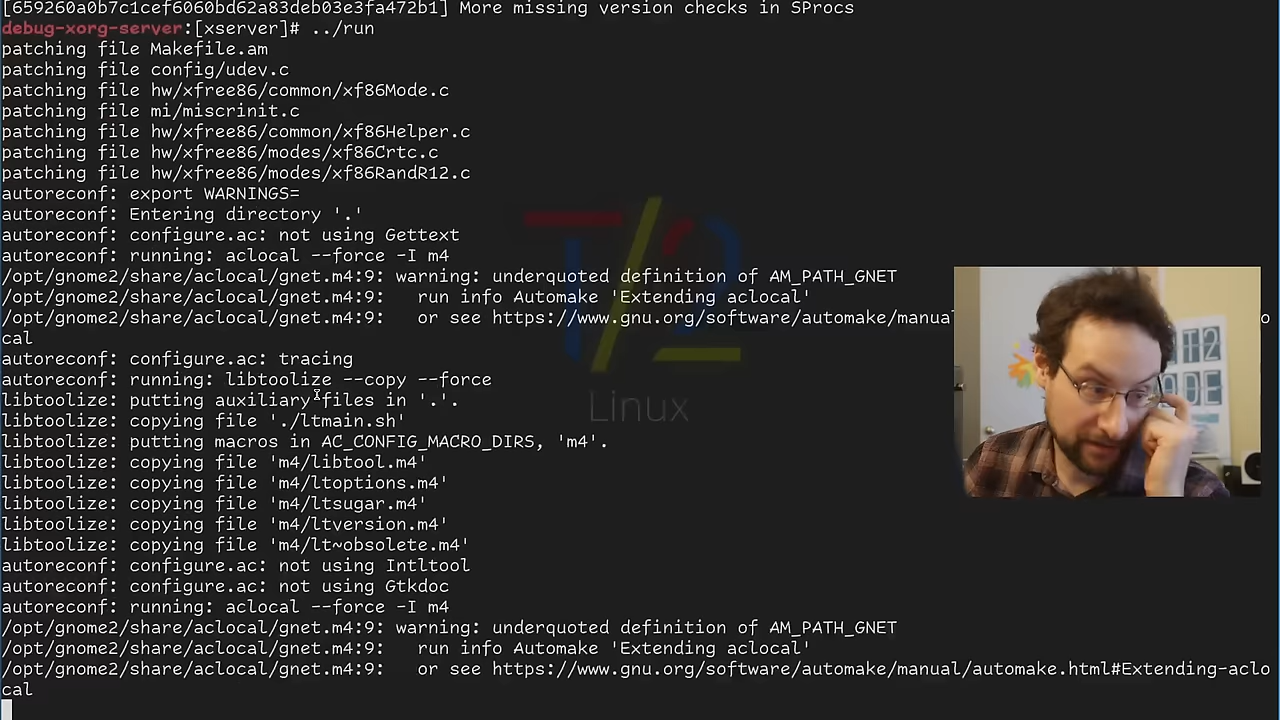 [659260a0b7c1cef6060bd62a83deb03e3fa472b1] More missing version checks in SProcs
debug-xorg-server:[xserver]# ../run
patching file Makefile.am
patching file config/udev.c
patching file hw/xfree86/common/xf86Mode.c
patching file mi/miscrinit.c
patching file hw/xfree86/common/xf86Helper.c
patching file hw/xfree86/modes/xf86Crtc.c
patching file hw/xfree86/modes/xf86RandR12.c
autoreconf: export WARNINGS=
autoreconf: Entering directory '.'
autoreconf: configure.ac: not using Gettext
autoreconf: running: aclocal --force -I m4
/opt/gnome2/share/aclocal/gnet.m4:9: warning: underquoted definition of AM_PATH_GNET
/opt/gnome2/share/aclocal/gnet.m4:9:   run info Automake 'Extending aclocal'
/opt/gnome2/share/aclocal/gnet.m4:9:   or see https://www.gnu.org/software/automake/manual
cal
autoreconf: configure.ac: tracing
autoreconf: running: libtoolize --copy --force
libtoolize: putting auxiliary files in '.'.
libtoolize: copying file './ltmain.sh'
libtoolize: putting macros in AC_CONFIG_MACRO_DIRS, 'm4'.
libtoolize: copying file 'm4/libtool.m4'
libtoolize: copying file 'm4/ltoptions.m4'
libtoolize: copying file 'm4/ltsugar.m4'
libtoolize: copying file 'm4/ltversion.m4'
libtoolize: copying file 'm4/lt~obsolete.m4'
autoreconf: configure.ac: not using Intltool
autoreconf: configure.ac: not using Gtkdoc
autoreconf: running: aclocal --force -I m4
/opt/gnome2/share/aclocal/gnet.m4:9: warning: underquoted definition of AM_PATH_GNET
/opt/gnome2/share/aclocal/gnet.m4:9:   run info Automake 'Extending aclocal'
/opt/gnome2/share/aclocal/gnet.m4:9:   or see https://www.gnu.org/software/automake/manual/automake.html#Extending-aclo
cal
T/2
Linux
T2